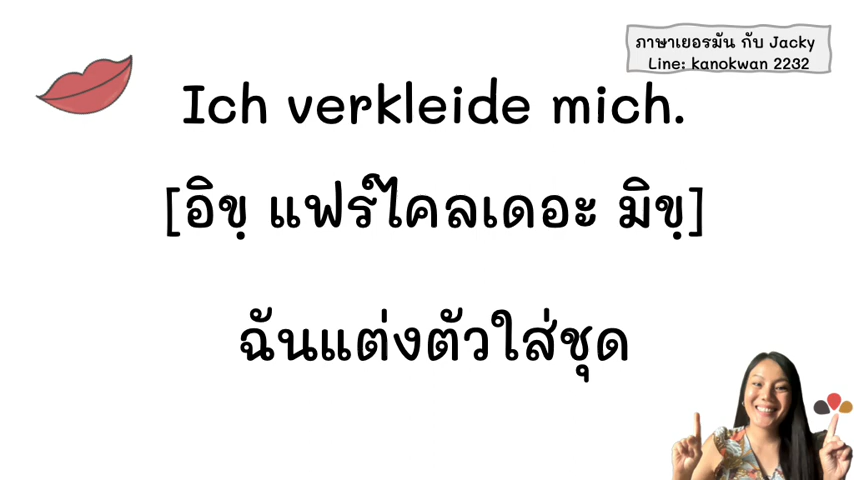 ภาษาเยอรมัน กับ Jacky
Line: kanokwan 2232
Ich verkleide mich.
[อิขฺ แฟร์ไคลเดอะ มิขฺ]
ฉันแต่งตัวใส่ชุด